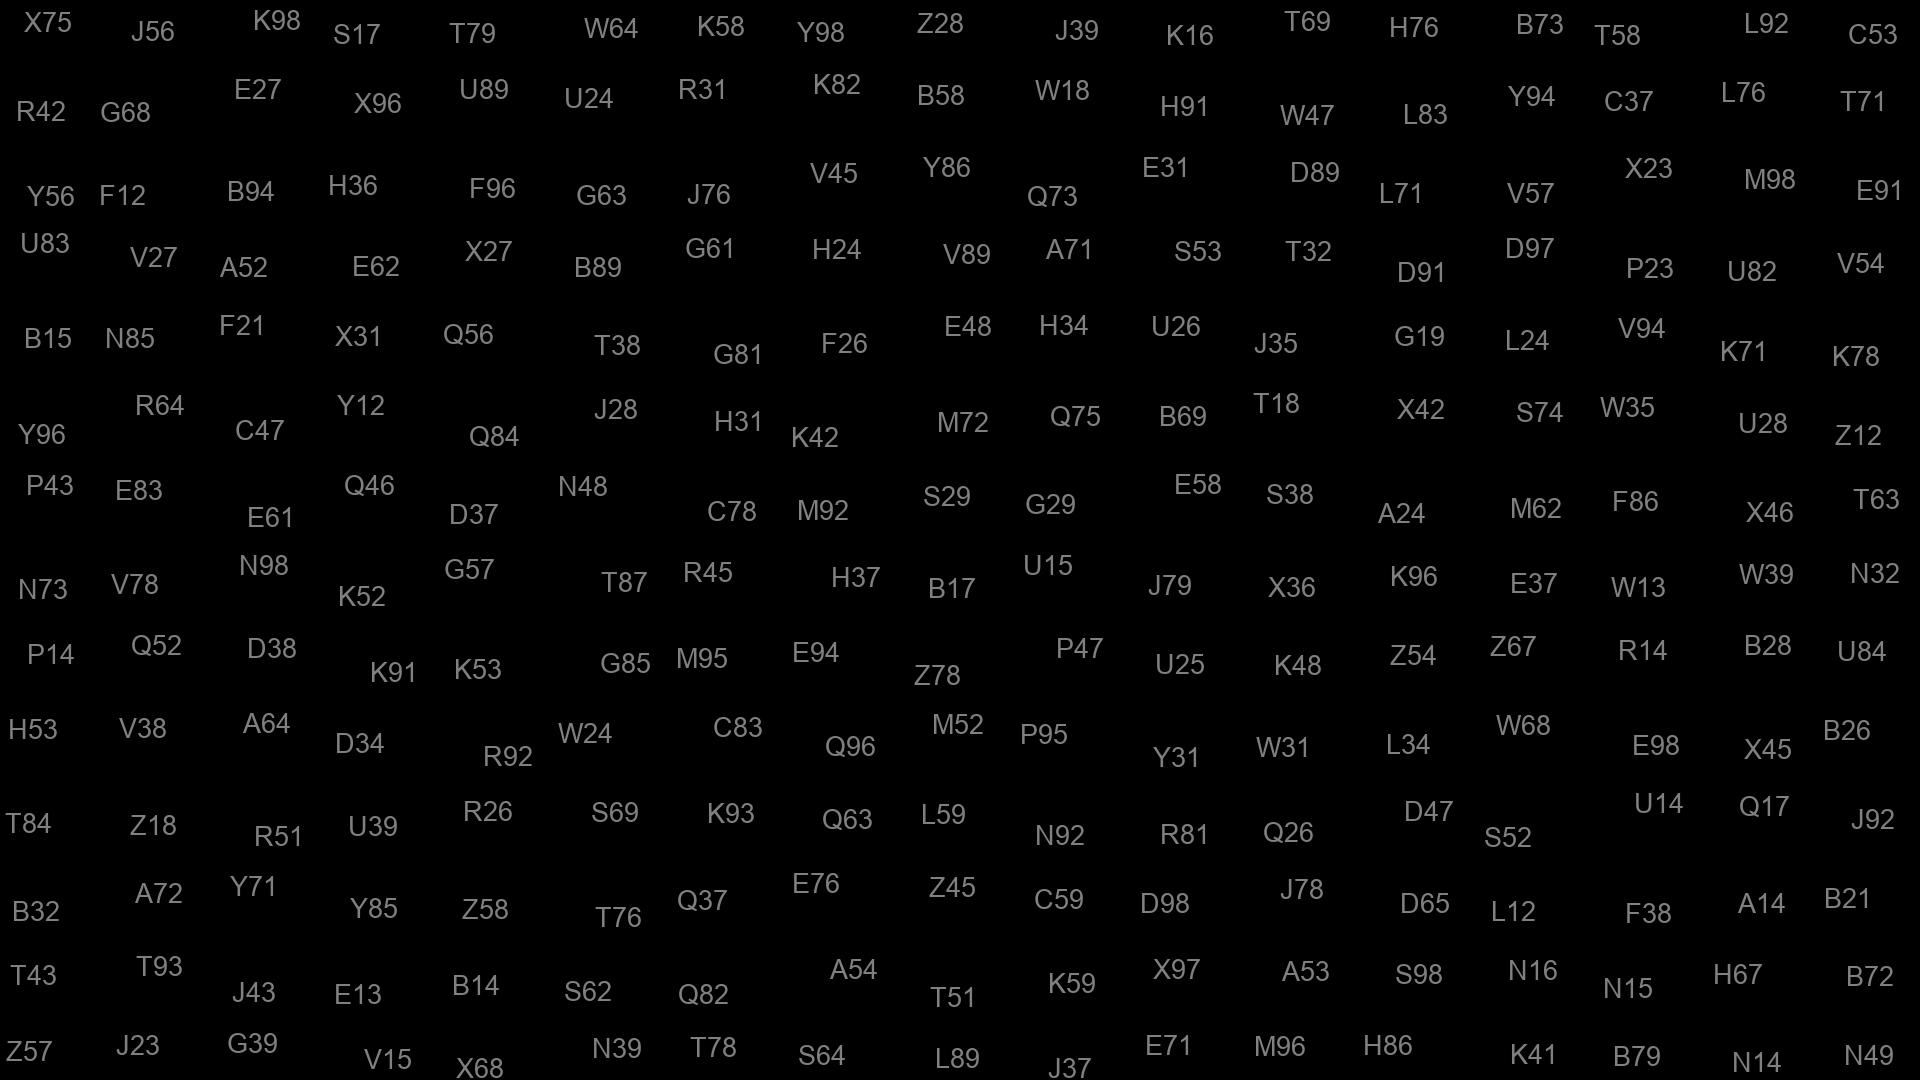 X75 J56 K98 S17 T79 W64 K58 Y98 Z28 J39 K16 T69 H76 B73 T58 L92 C53
R42 G68 E27 X96 U89 U24 R31 K82 B58 W18 H91 W47 L83 Y94 C37 L76 T71
Y56 F12 B94 H36 F96 G63 J76 V45 Y86 Q73 E31 D89 L71 V57 X23 M98 E91
U83 V27 A52 E62 X27 B89 G61 H24 V89 A71 S53 T32 D91 D97 P23 U82 V54
B15 N85 F21 X31 Q56 T38 G81 F26 E48 H34 U26 J35 G19 L24 V94 K71 K78
Y96 R64 C47 Y12 Q84 J28 H31 K42 M72 Q75 B69 T18 X42 S74 W35 U28 Z12
P43 E83 E61 Q46 D37 N48 C78 M92 S29 G29 E58 S38 A24 M62 F86 X46 T63
N73 V78 N98 K52 G57 T87 R45 H37 B17 U15 J79 X36 K96 E37 W13 W39 N32
P14 Q52 D38 K91 K53 G85 M95 E94 Z78 P47 U25 K48 Z54 Z67 R14 B28 U84
H53 V38 A64 D34 R92 W24 C83 Q96 M52 P95 Y31 W31 L34 W68 E98 X45 B26
T84 Z18 R51 U39 R26 S69 K93 Q63 L59 N92 R81 Q26 D47 S52 U14 Q17 J92
B32 A72 Y71 Y85 Z58 T76 Q37 E76 Z45 C59 D98 J78 D65 L12 F38 A14 B21
T43 T93 J43 E13 B14 S62 Q82 A54 T51 K59 X97 A53 S98 N16 N15 H67 B72
Z57 J23 G39 V15 X68 N39 T78 S64 L89 J37 E71 M96 H86 K41 B79 N14 N49